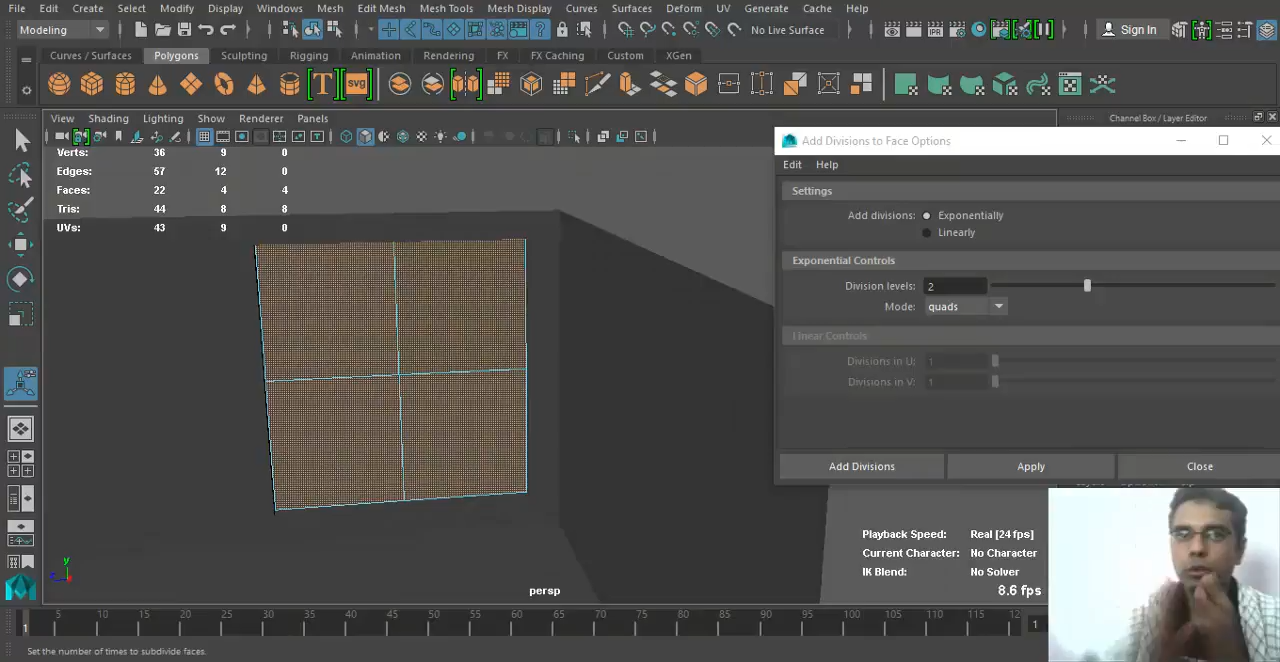 File Edit Create Select Modify Display Windows Mesh Edit Mesh Mesh Tools Mesh Display Curves Surfaces Deform UV Generate Cache Help
Modeling No Live Surface IPR Sign In
Curves / Surfaces Polygons Sculpting Rigging Animation Rendering FX FX Caching Custom XGen
T svg
View Shading Lighting Show Renderer Panels
Channel Box / Layer Editor
Verts: 36 9 0
Edges: 57 12 0
Faces: 22 4 4
Tris: 44 8 8
UVs: 43 9 0
Add Divisions to Face Options
Edit Help
Settings
Add divisions: Exponentially
Linearly
Exponential Controls
Division levels: 2
Mode: quads
Linear Controls
Divisions in U: 1
Divisions in V: 1
Add Divisions Apply Close
Playback Speed: Real [24 fps]
Current Character: No Character
IK Blend: No Solver
8.6 fps
y
persp
1 5 10 15 20 25 30 35 40 45 50 55 60 65 70 75 80 85 90 95 100 105 110 115 12 1
Set the number of times to subdivide faces.